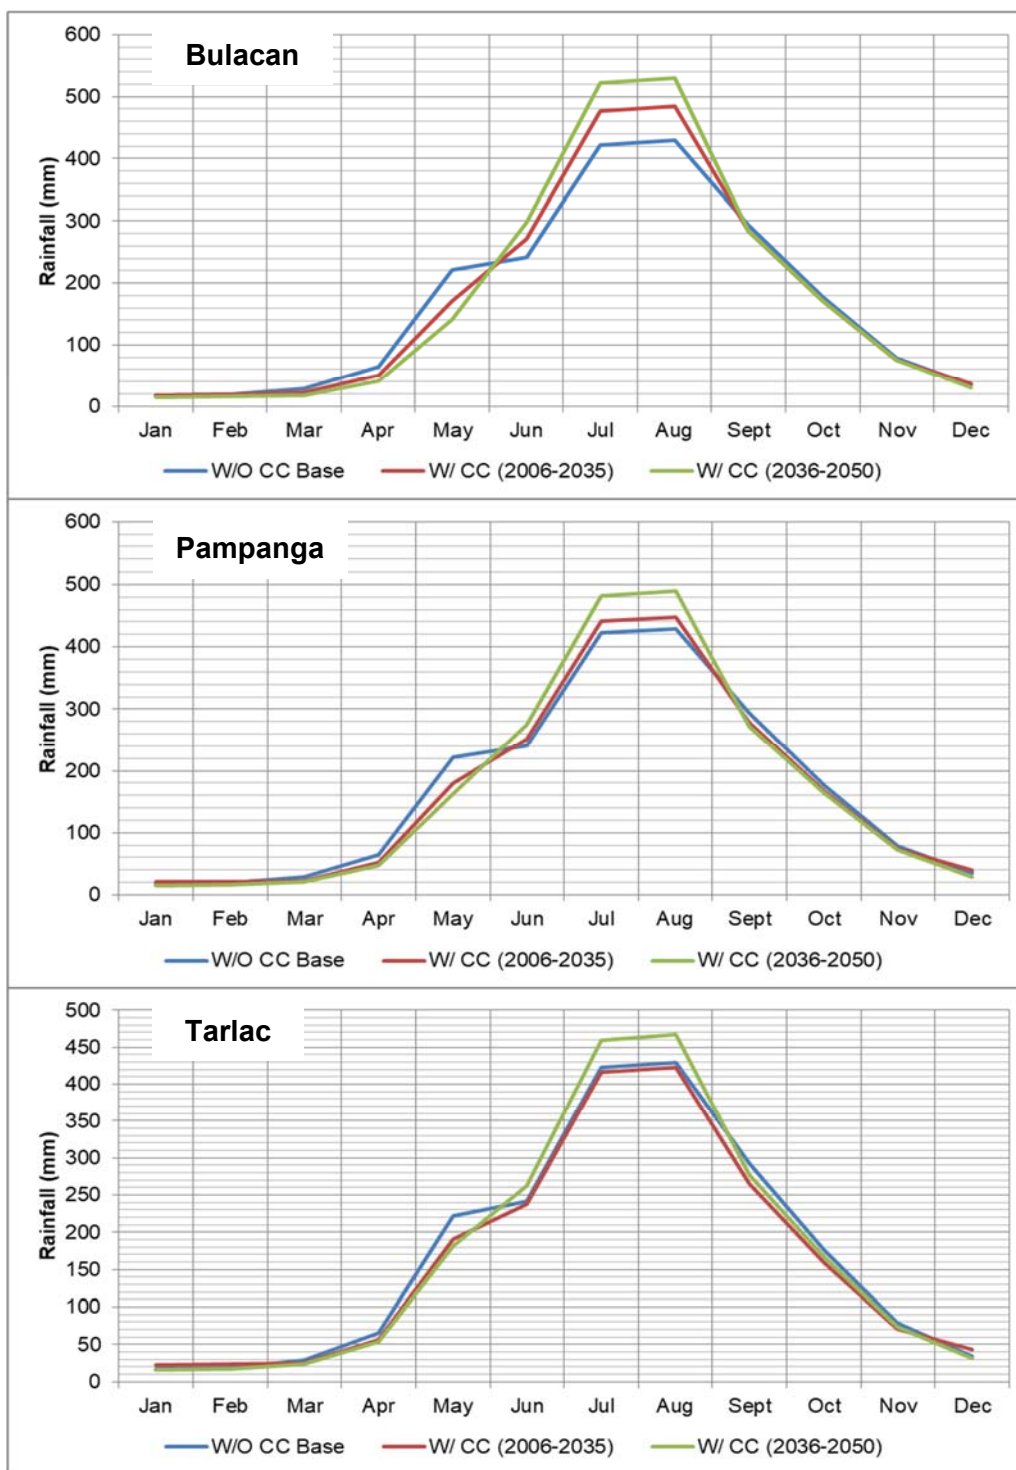 Bulacan
Rainfall (mm)
600
500
400
300
200
100
0
Jan Feb Mar Apr May Jun Jul Aug Sept Oct Nov Dec
W/O CC Base W/ CC (2006-2035) W/ CC (2036-2050)
Pampanga
Rainfall (mm)
600
500
400
300
200
100
0
Jan Feb Mar Apr May Jun Jul Aug Sept Oct Nov Dec
W/O CC Base W/ CC (2006-2035) W/ CC (2036-2050)
Tarlac
Rainfall (mm)
500
450
400
350
300
250
200
150
100
50
0
Jan Feb Mar Apr May Jun Jul Aug Sept Oct Nov Dec
W/O CC Base W/ CC (2006-2035) W/ CC (2036-2050)